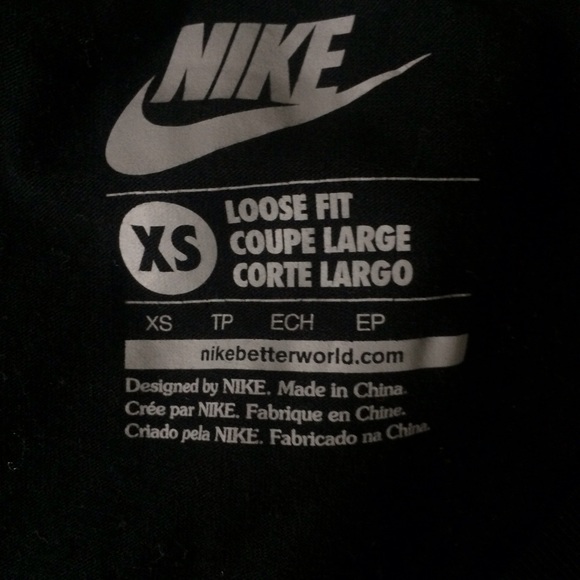 NIKE
XS
LOOSE FIT
COUPE LARGE
CORTE LARGO
XS TP ECH EP
nikebetterworld.com
Designed by NIKE. Made in China.
Crée par NIKE. Fabrique en Chine.
Criado pela NIKE. Fabricado na China.